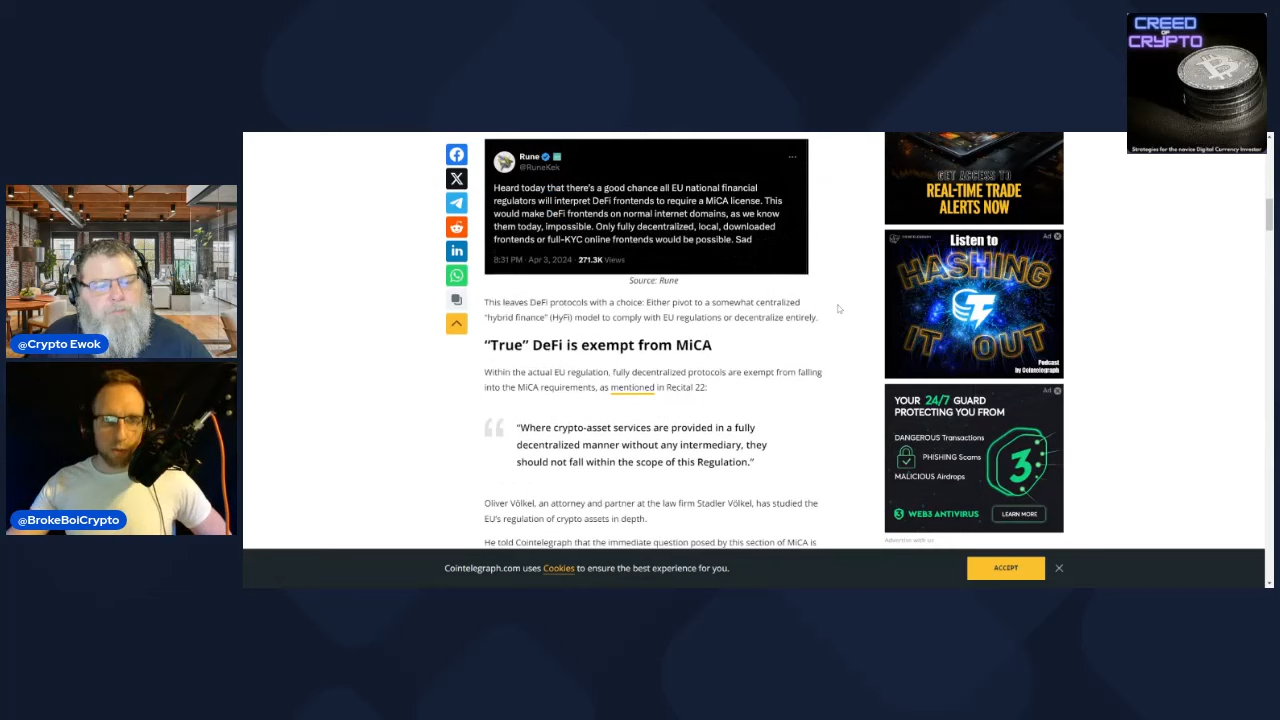 CREED
OF
CRYPTO
Strategies for the novice Digital Currency Investor
@Crypto Ewok
@BrokeBoiCrypto
Rune
@RuneKek
Heard today that there's a good chance all EU national financial
regulators will interpret DeFi frontends to require a MiCA license. This
would make DeFi frontends on normal internet domains, as we know
them today, impossible. Only fully decentralized, local, downloaded
frontends or full-KYC online frontends would be possible. Sad
8:31 PM · Apr 3, 2024 · 271.3K Views
Source: Rune
This leaves DeFi protocols with a choice: Either pivot to a somewhat centralized
“hybrid finance” (HyFi) model to comply with EU regulations or decentralize entirely.
“True” DeFi is exempt from MiCA
Within the actual EU regulation, fully decentralized protocols are exempt from falling
into the MiCA requirements, as mentioned in Recital 22:
“Where crypto-asset services are provided in a fully
decentralized manner without any intermediary, they
should not fall within the scope of this Regulation.”
Oliver Völkel, an attorney and partner at the law firm Stadler Völkel, has studied the
EU's regulation of crypto assets in depth.
He told Cointelegraph that the immediate question posed by this section of MiCA is
GET ACCESS TO
REAL-TIME TRADE
ALERTS NOW
Ad
Listen to
HASHING
IT OUT
Podcast
by Cointelegraph
Ad
YOUR 24/7 GUARD
PROTECTING YOU FROM
DANGEROUS Transactions
PHISHING Scams
MALICIOUS Airdrops
3
WEB3 ANTIVIRUS
LEARN MORE
Advertise with us
Cointelegraph.com uses Cookies to ensure the best experience for you.
ACCEPT